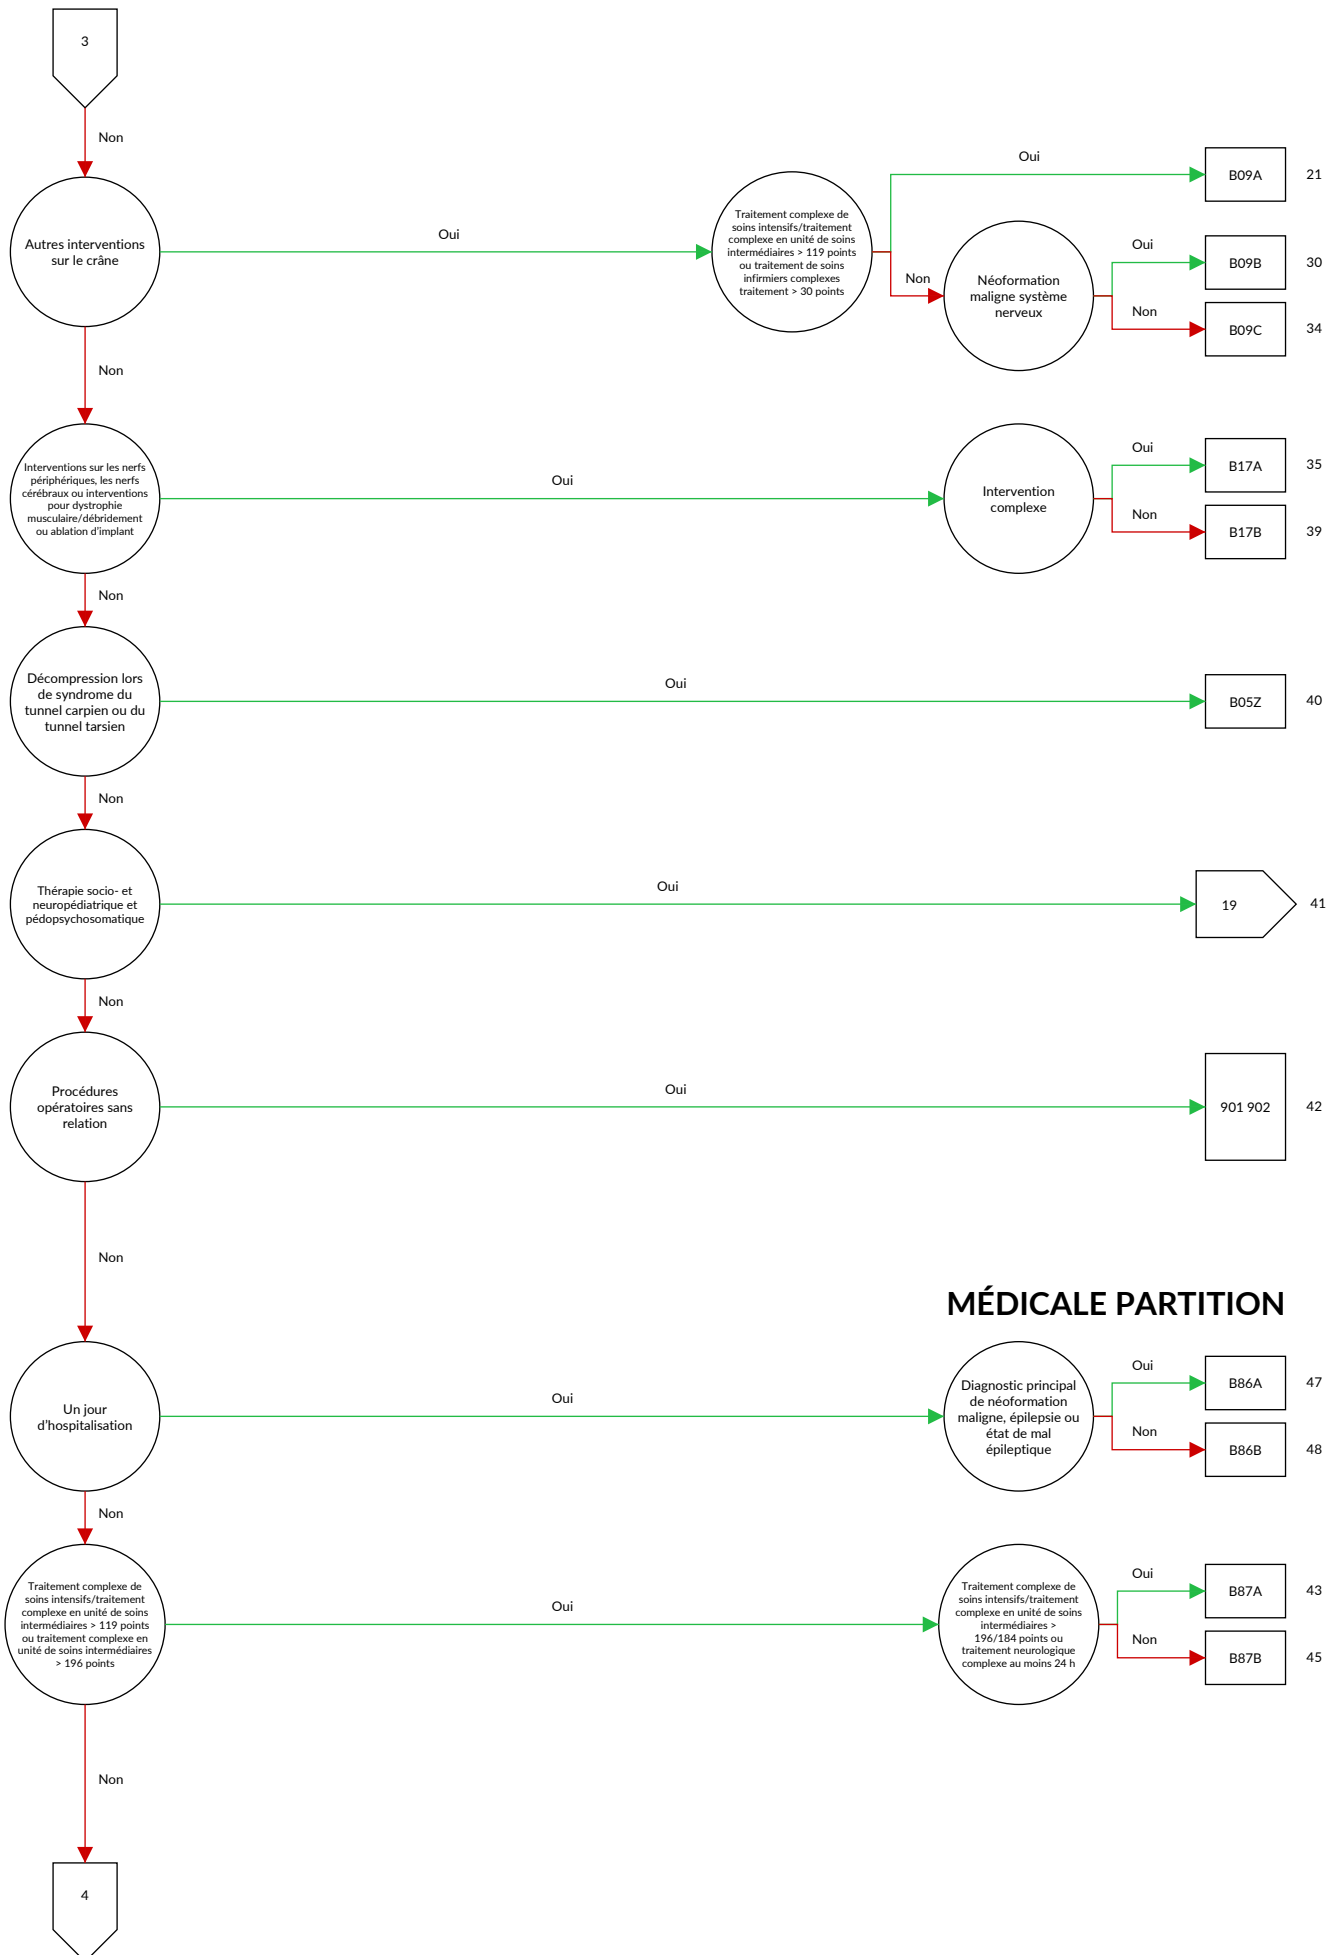 3
Non
Autres interventions
sur le crâne
Oui
Traitement complexe de
soins intensifs/traitement
complexe en unité de soins
intermédiaires > 119 points
ou traitement de soins
infirmiers complexes
traitement > 30 points
Oui
B09A
21
Non
Néoformation
maligne système
nerveux
Oui
B09B
30
Non
B09C
34
Non
Interventions sur les nerfs
périphériques, les nerfs
cérébraux ou interventions
pour dystrophie
musculaire/débridement
ou ablation d'implant
Oui
Intervention
complexe
Oui
B17A
35
Non
B17B
39
Non
Décompression lors
de syndrome du
tunnel carpien ou du
tunnel tarsien
Oui
B05Z
40
Non
Thérapie socio- et
neuropédiatrique et
pédopsychosomatique
Oui
19
41
Non
Procédures
opératoires sans
relation
Oui
901 902
42
Non
MÉDICALE PARTITION
Un jour
d'hospitalisation
Oui
Diagnostic principal
de néoformation
maligne, épilepsie ou
état de mal
épileptique
Oui
B86A
47
Non
B86B
48
Non
Traitement complexe de
soins intensifs/traitement
complexe en unité de soins
intermédiaires > 119 points
ou traitement complexe en
unité de soins intermédiaires
> 196 points
Oui
Traitement complexe de
soins intensifs/traitement
complexe en unité de soins
intermédiaires >
196/184 points ou
traitement neurologique
complexe au moins 24 h
Oui
B87A
43
Non
B87B
45
Non
4